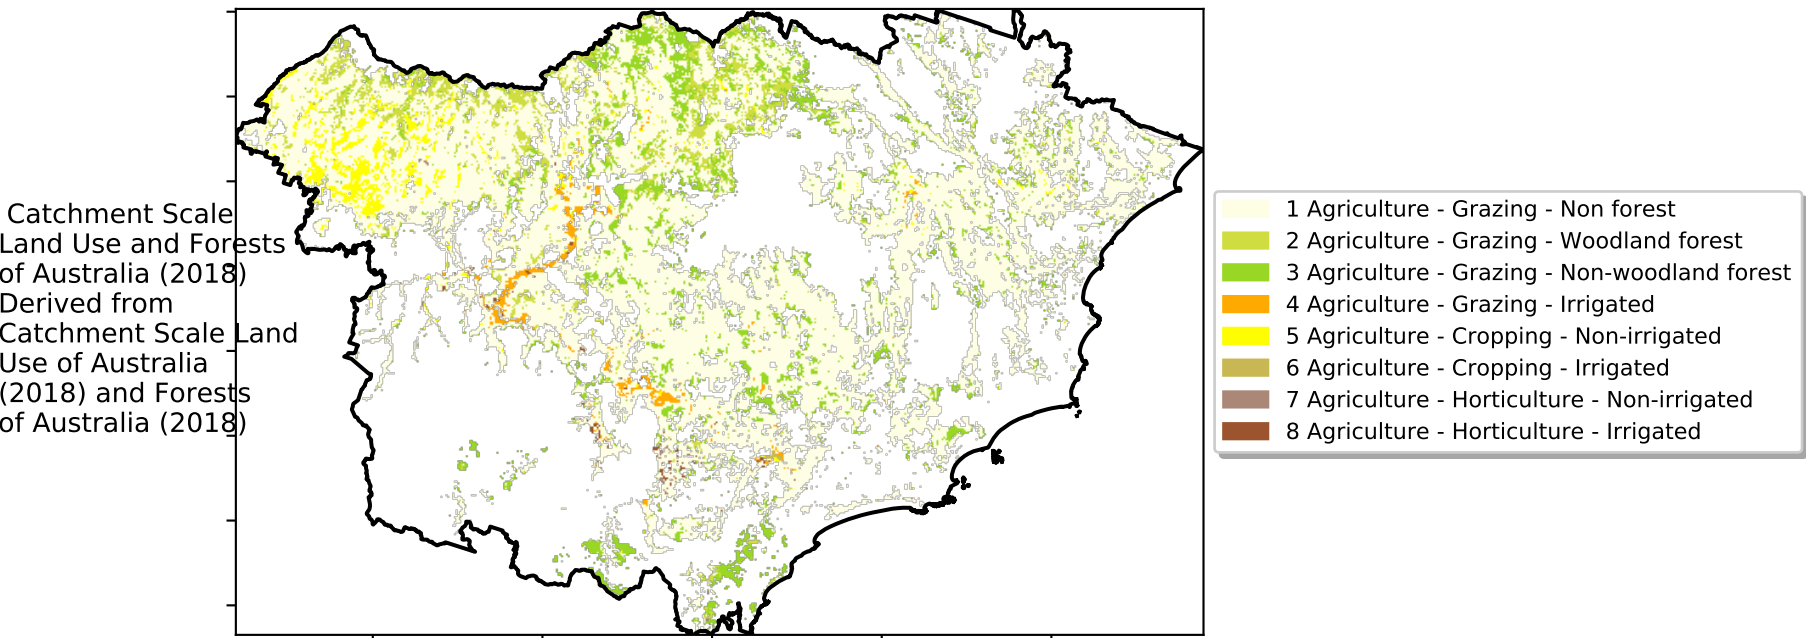 Catchment Scale
Land Use and Forests
of Australia (2018)
Derived from
Catchment Scale Land
Use of Australia
(2018) and Forests
of Australia (2018)
1 Agriculture - Grazing - Non forest
2 Agriculture - Grazing - Woodland forest
3 Agriculture - Grazing - Non-woodland forest
4 Agriculture - Grazing - Irrigated
5 Agriculture - Cropping - Non-irrigated
6 Agriculture - Cropping - Irrigated
7 Agriculture - Horticulture - Non-irrigated
8 Agriculture - Horticulture - Irrigated